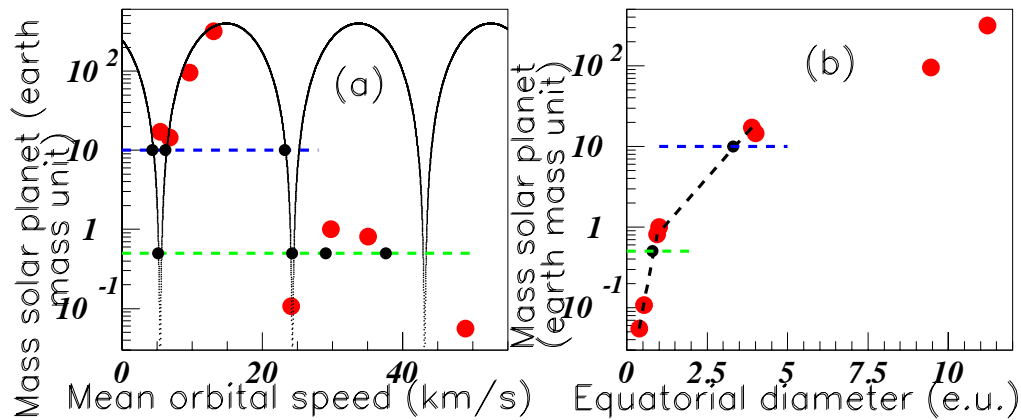 Mass solar planet (earth
mass unit)
10 2
10
1
10 -1
(a)
0
20
40
Mean orbital speed (km/s)
Mass solar planet
(earth mass unit)
10 2
10
1
10 -1
(b)
0
2.5
5
7.5
10
Equatorial diameter (e.u.)